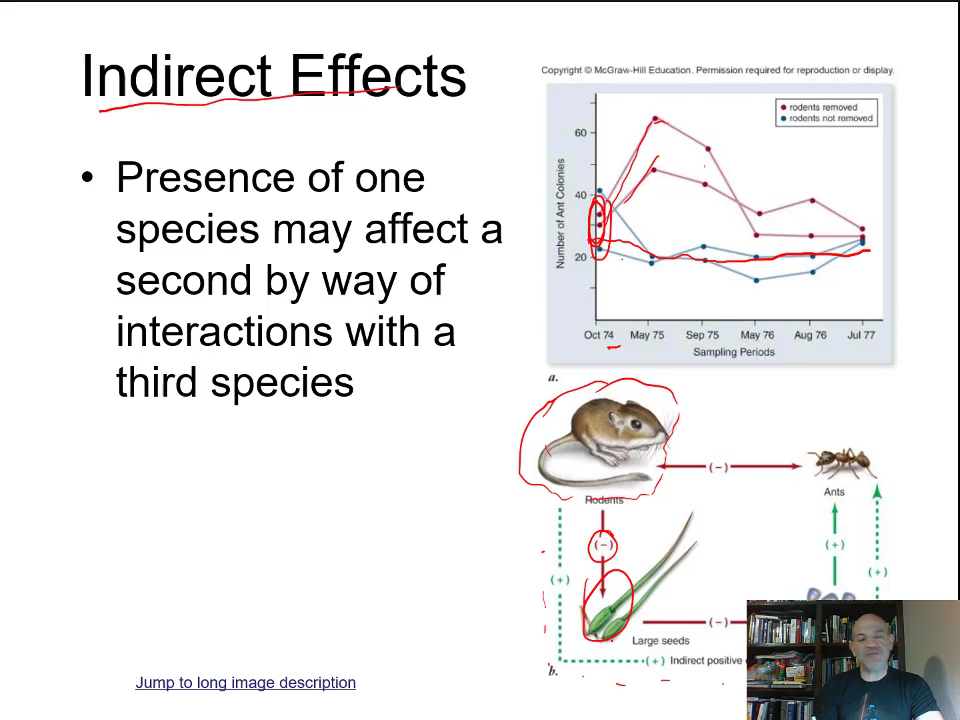 Indirect Effects
• Presence of one
species may affect a
second by way of
interactions with a
third species
Jump to long image description
Copyright © McGraw-Hill Education. Permission required for reproduction or display.
rodents removed
rodents not removed
Number of Ant Colonies
60
40
20
Oct 74 May 75 Sep 75 May 76 Aug 76 Jul 77
Sampling Periods
a.
(−)
Rodents
Ants
(−)
(+)
(+)
(+)
(−)
Large seeds
(+) Indirect positive
b.